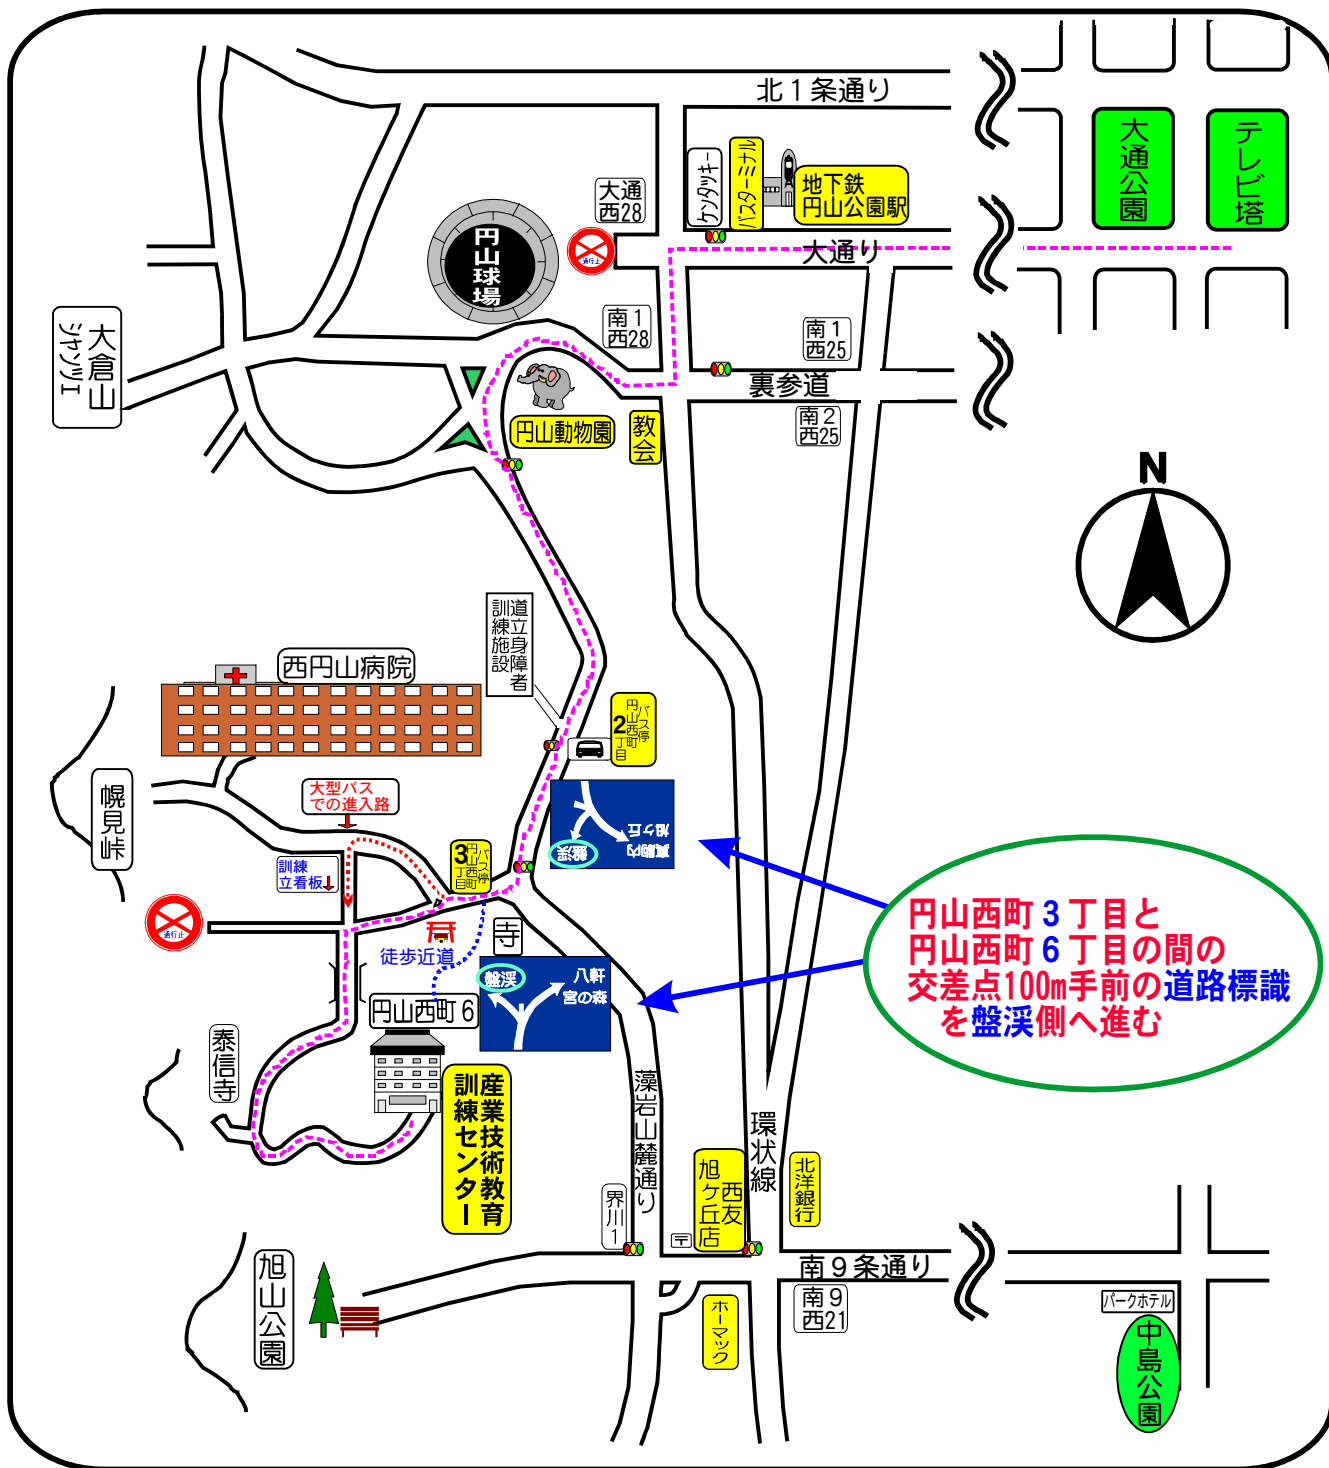 北１条通り
大通公園
テレビ塔
ケンタッキー
バスターミナル
地下鉄
円山公園駅
大通
西28
通行止
大通り
円山球場
南１
西28
南１
西25
大倉山
シャンツェ
裏参道
南２
西25
円山動物園
教会
N
道立身障者
訓練施設
西円山病院
バス停
円山西町
2丁目
幌見峠
大型バス
での進入路
旭ケ丘
真駒内
盤渓
バス停
円山西町
3丁目
訓練
立看板
通行止
寺
徒歩近道
円山西町３丁目と
円山西町６丁目の間の
交差点100m手前の道路標識
を盤渓側へ進む
盤渓
八軒
宮の森
円山西町６
泰信寺
産業技術教育
訓練センター
藻岩山麓通り
環状線
北洋銀行
西友
旭ヶ丘店
界川1
〒
旭山公園
南９条通り
南９
西21
ホーマック
パークホテル
中島公園